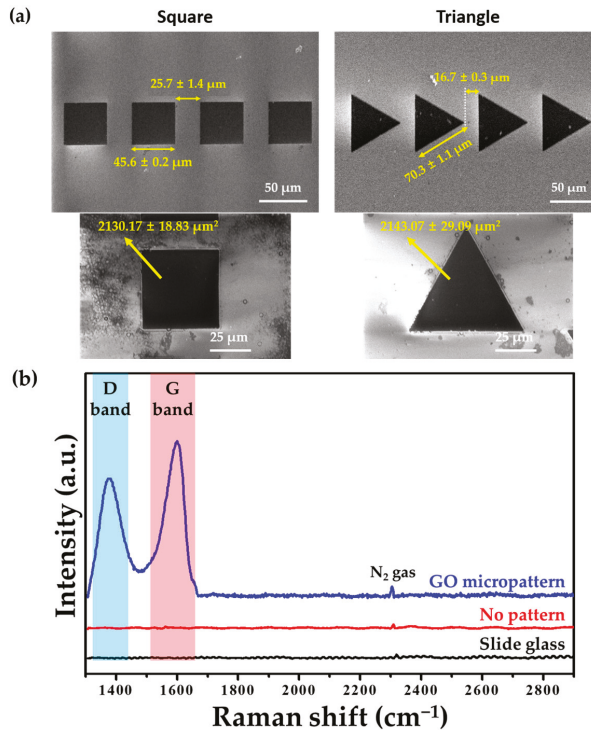 (a)
Square
Triangle
25.7 ± 1.4 μm
45.6 ± 0.2 μm
50 μm
16.7 ± 0.3 μm
70.3 ± 1.1 μm
50 μm
2130.17 ± 18.83 μm²
25 μm
2143.07 ± 29.09 μm²
25 μm
(b)
D
band
G
band
N₂ gas
GO micropattern
No pattern
Slide glass
Intensity (a.u.)
1400 1600 1800 2000 2200 2400 2600 2800
Raman shift (cm⁻¹)